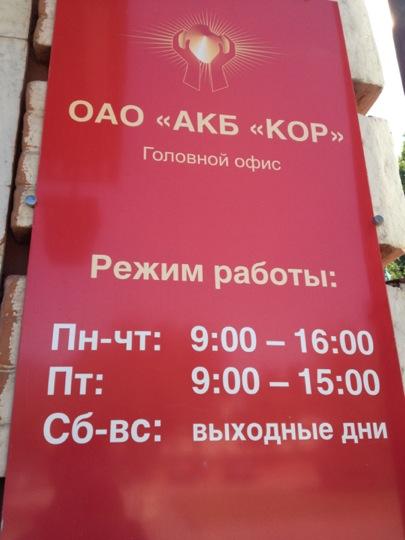 ОАО «АКБ «КОР»
Головной офис
Режим работы:
Пн-чт: 9:00 – 16:00
Пт: 9:00 – 15:00
Сб-вс: выходные дни